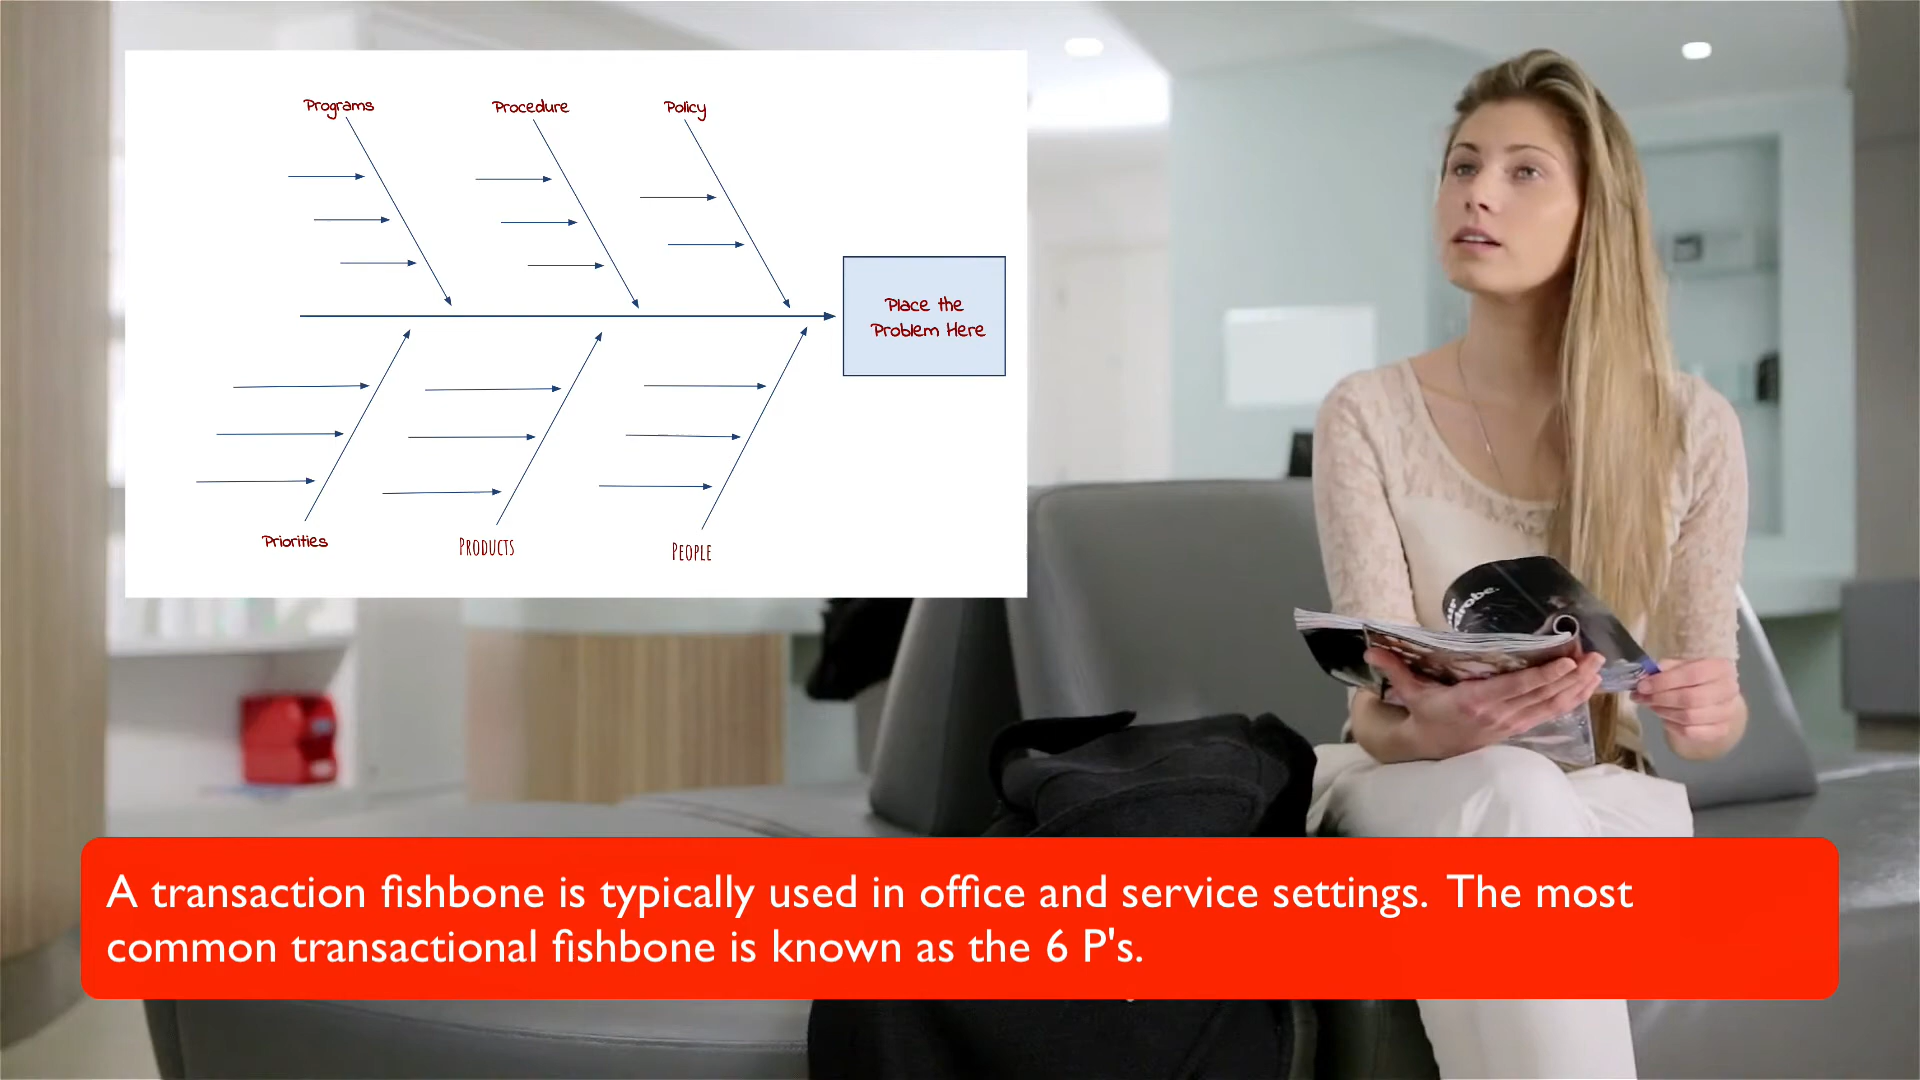 Programs
Procedure
Policy
Place the
Problem Here
Priorities
PRODUCTS
PEOPLE
A transaction fishbone is typically used in office and service settings. The most
common transactional fishbone is known as the 6 P's.